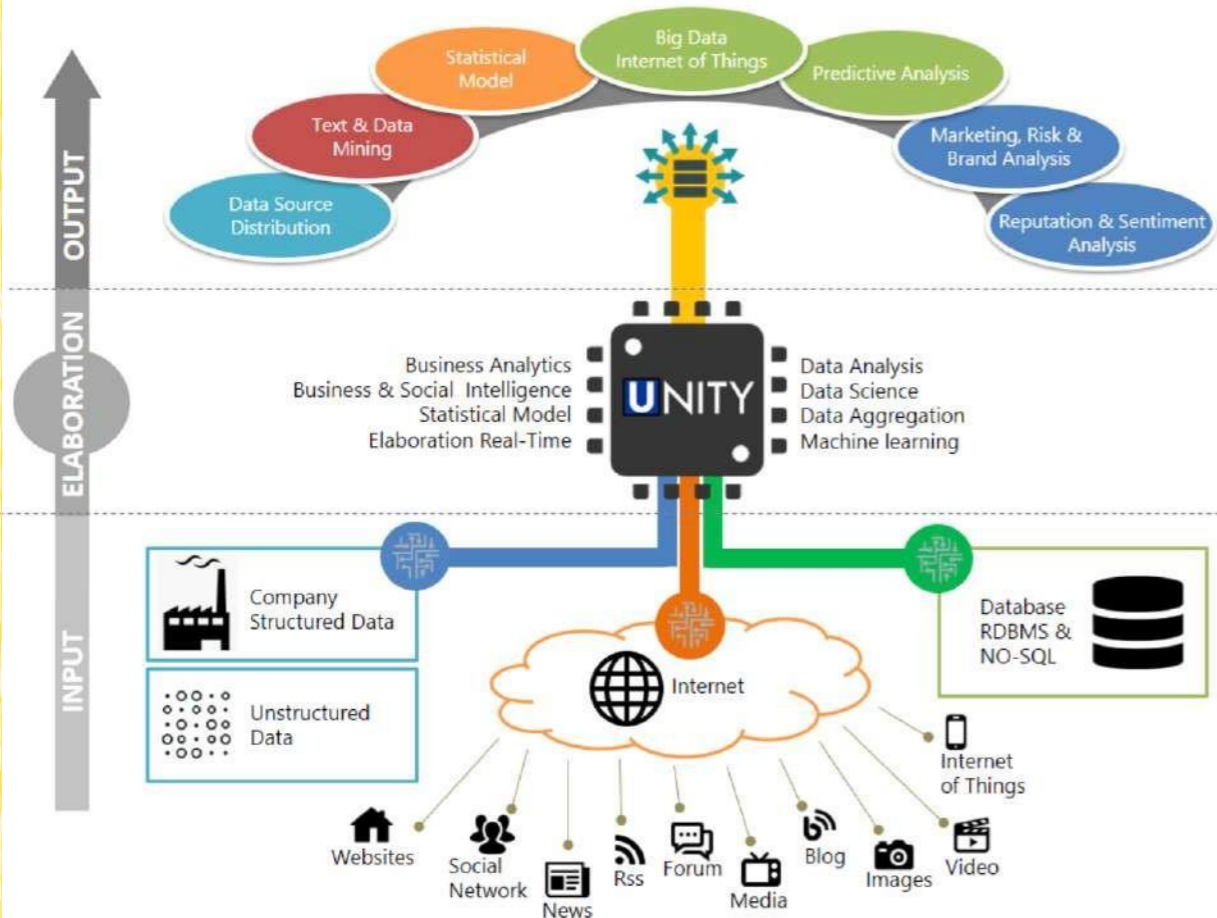 OUTPUT
ELABORATION
INPUT
Data Source
Distribution
Text & Data
Mining
Statistical
Model
Big Data
Internet of Things
Predictive Analysis
Marketing, Risk &
Brand Analysis
Reputation & Sentiment
Analysis
Business Analytics
Business & Social Intelligence
Statistical Model
Elaboration Real-Time
UNITY
Data Analysis
Data Science
Data Aggregation
Machine learning
Company
Structured Data
Unstructured
Data
Internet
Database
RDBMS &
NO-SQL
Websites
Social
Network
News
Rss
Forum
Media
Blog
Images
Video
Internet
of Things